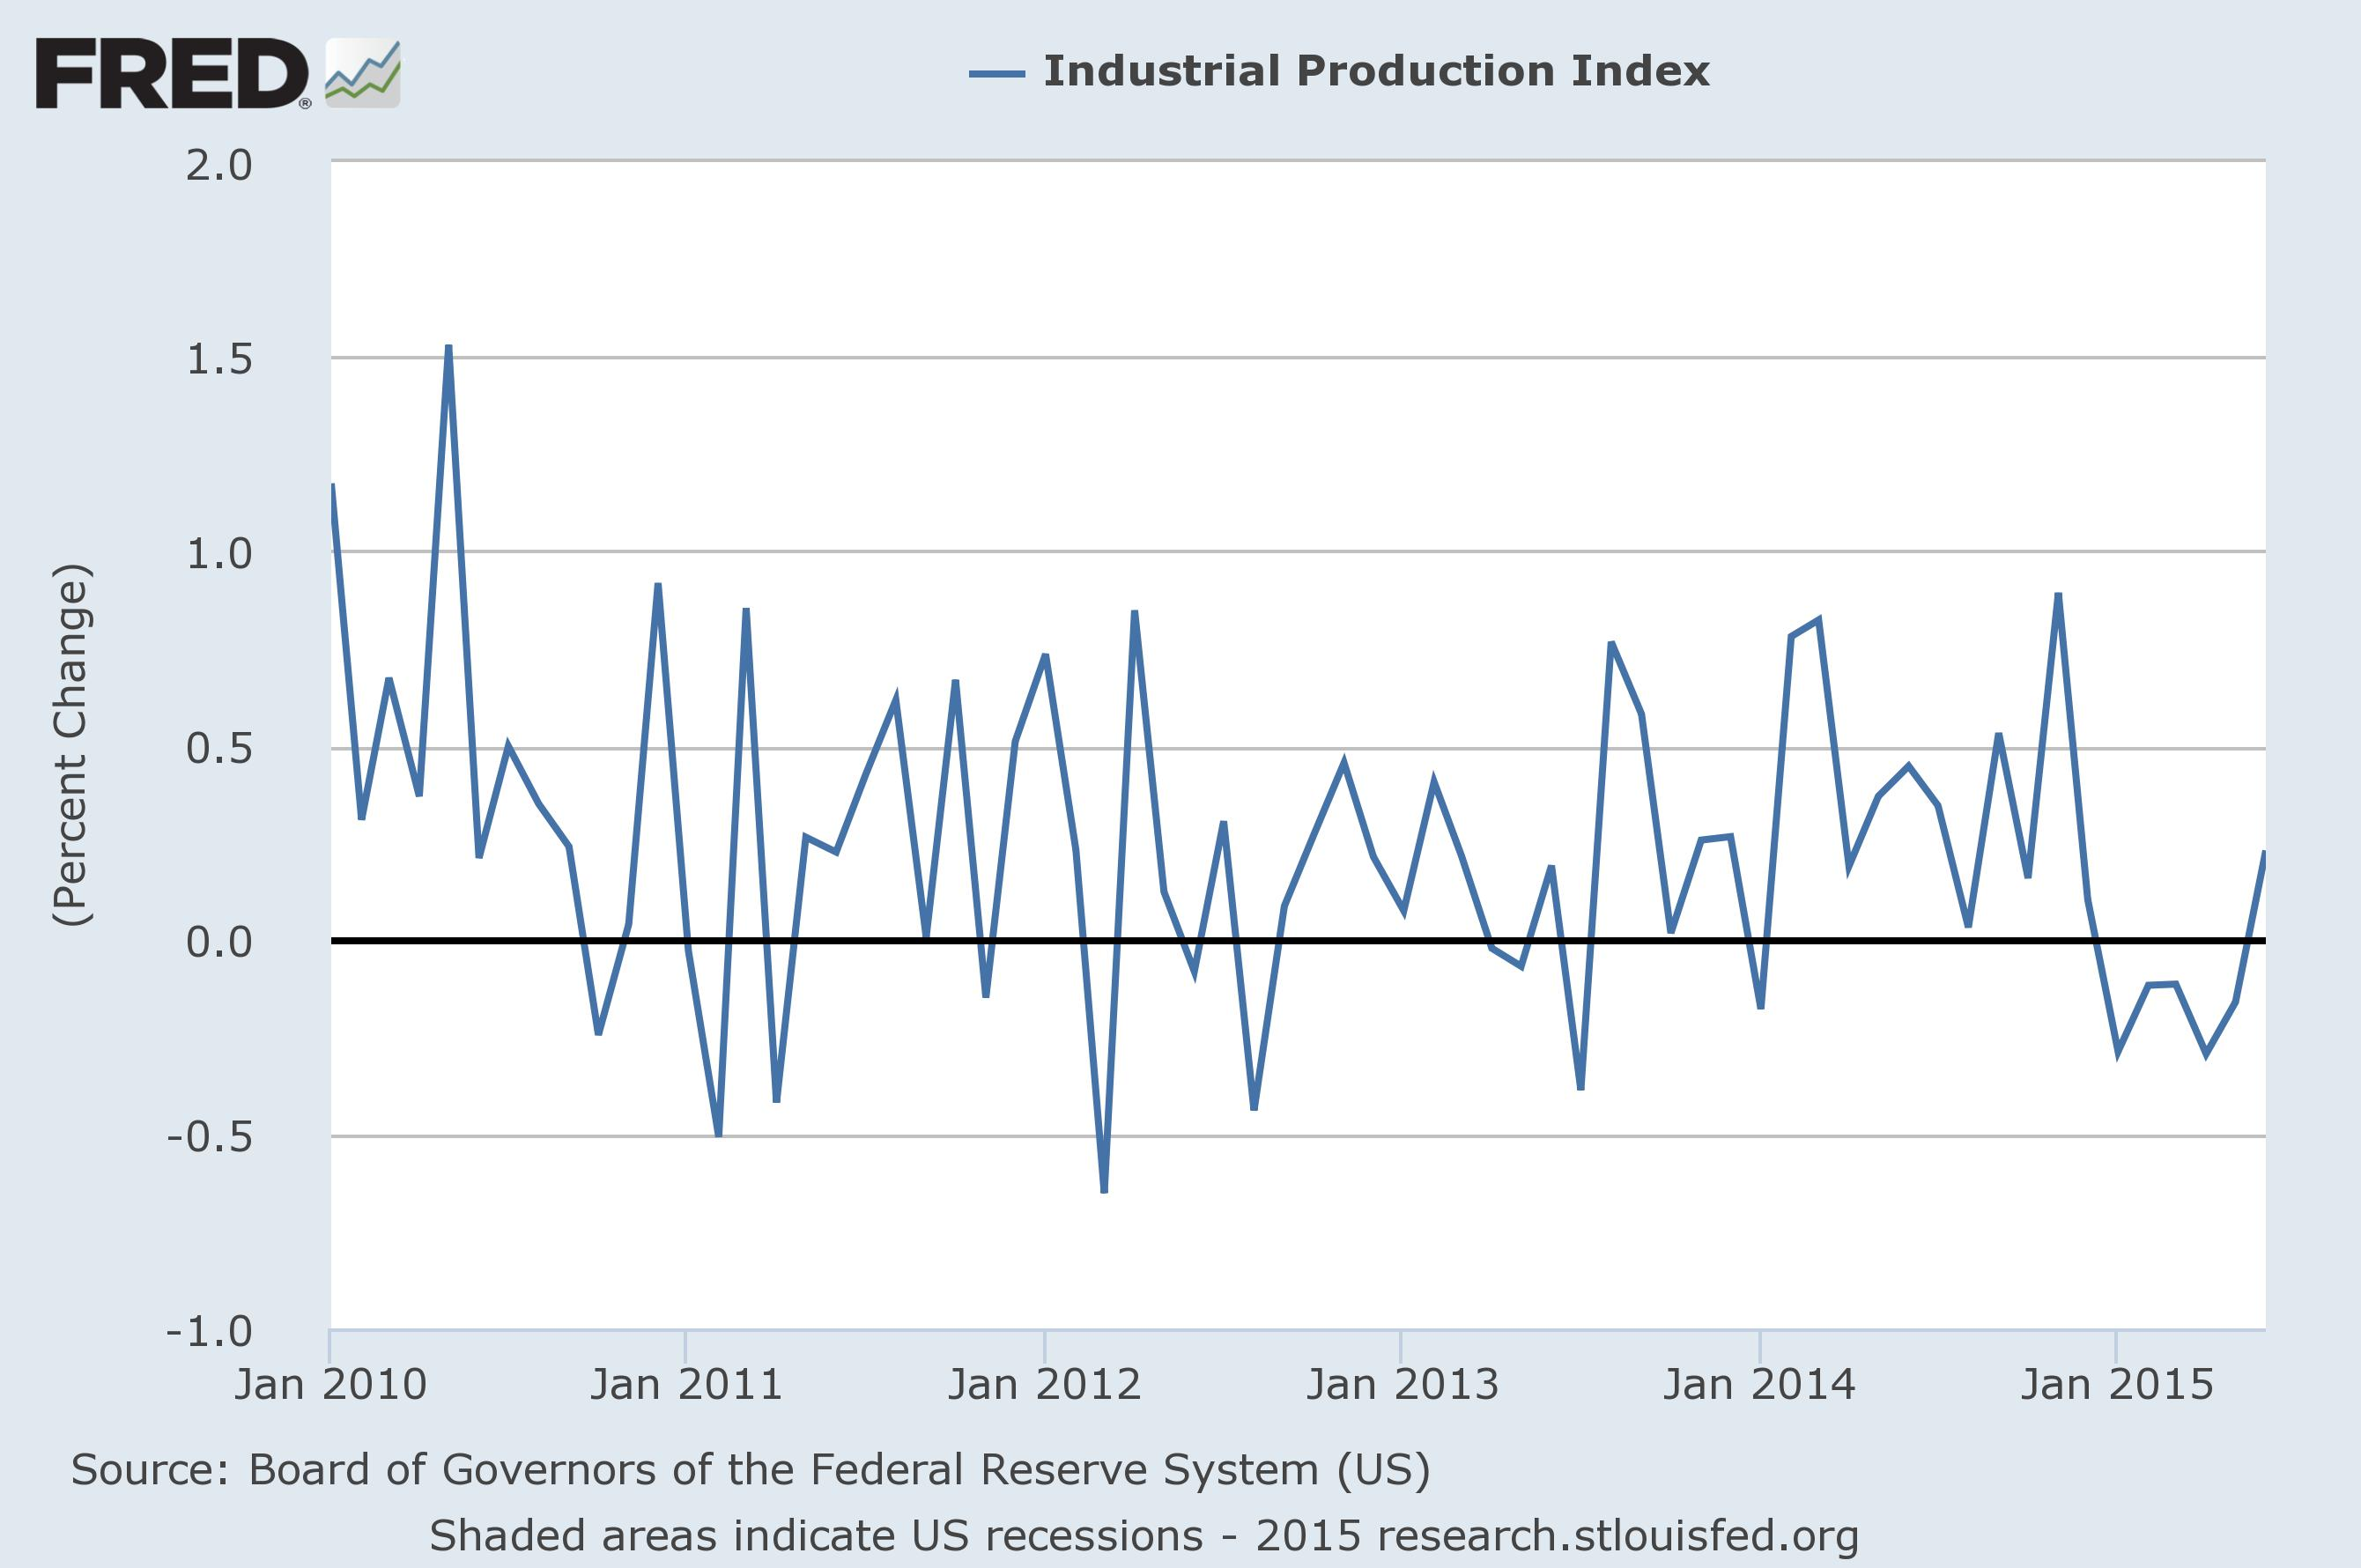 FRED®
Industrial Production Index
2.0
1.5
1.0
0.5
0.0
-0.5
-1.0
(Percent Change)
Jan 2010 Jan 2011 Jan 2012 Jan 2013 Jan 2014 Jan 2015
Source: Board of Governors of the Federal Reserve System (US)
Shaded areas indicate US recessions - 2015 research.stlouisfed.org